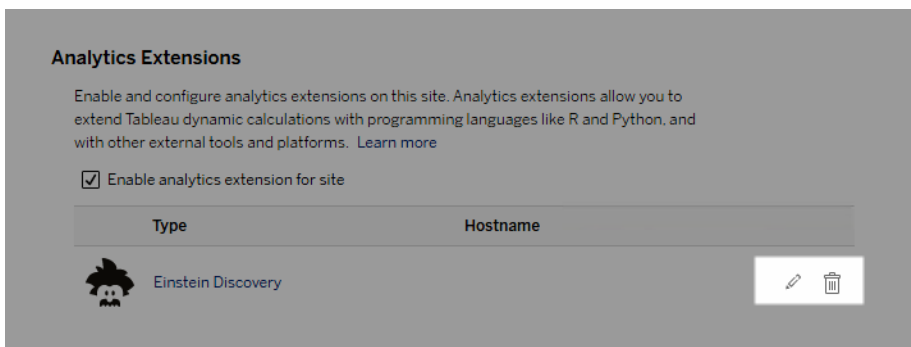 Analytics Extensions
Enable and configure analytics extensions on this site. Analytics extensions allow you to
extend Tableau dynamic calculations with programming languages like R and Python, and
with other external tools and platforms. Learn more
Enable analytics extension for site
Type Hostname
Einstein Discovery